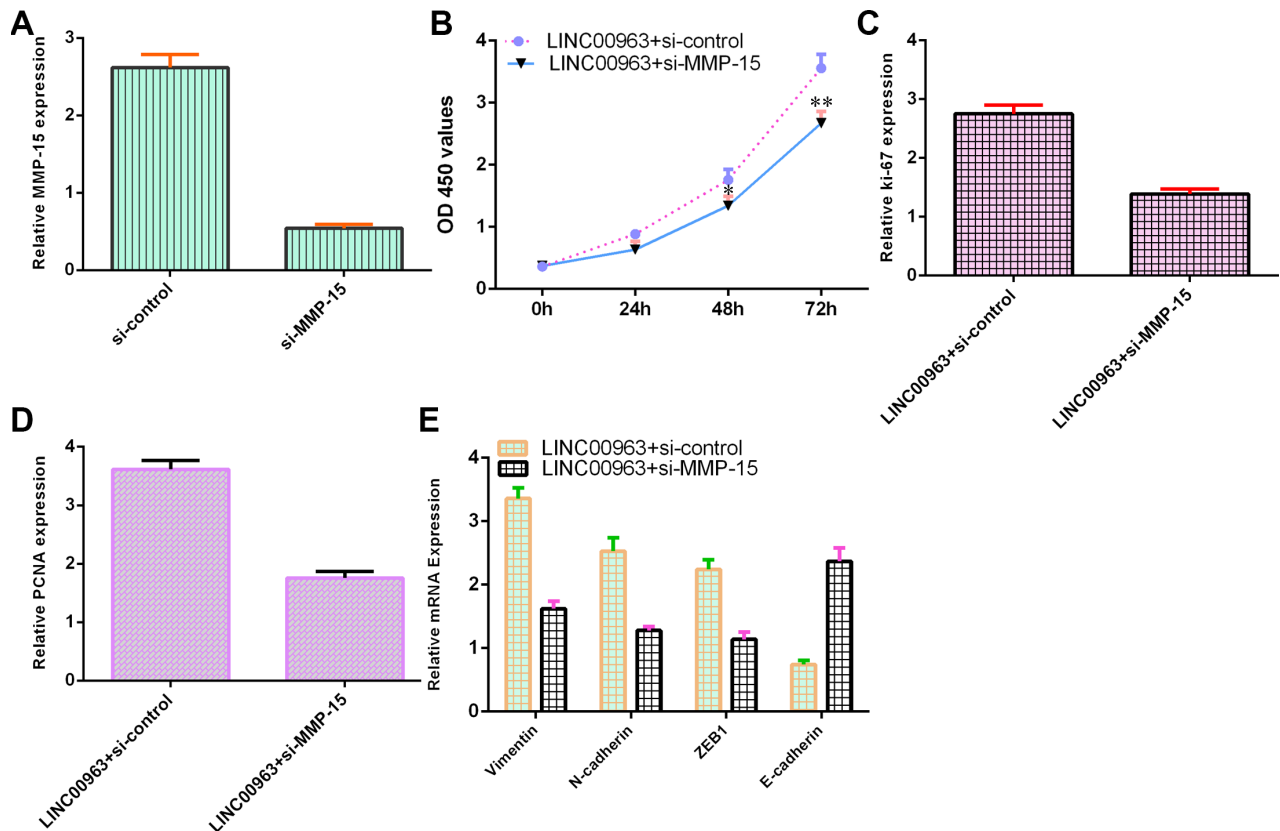 A
Relative MMP-15 expression
3
2
1
0
si-control
si-MMP-15
B
LINC00963+si-control
LINC00963+si-MMP-15
OD 450 values
4
3
2
1
0
**
*
0h
24h
48h
72h
C
Relative ki-67 expression
4
3
2
1
0
LINC00963+si-control
LINC00963+si-MMP-15
D
Relative PCNA expression
4
3
2
1
0
LINC00963+si-control
LINC00963+si-MMP-15
E
LINC00963+si-control
LINC00963+si-MMP-15
Relative mRNA Expression
4
3
2
1
0
Vimentin
N-cadherin
ZEB1
E-cadherin